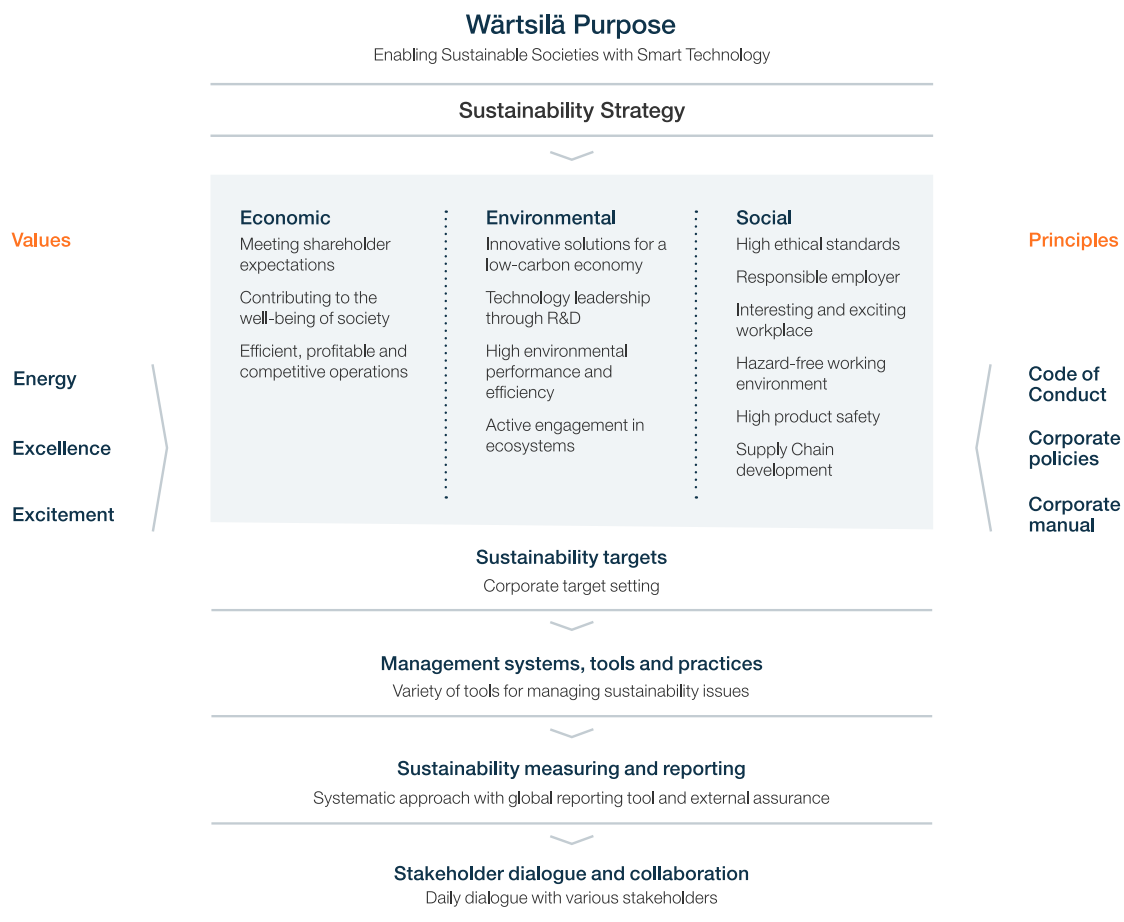 Wärtsilä Purpose
Enabling Sustainable Societies with Smart Technology
Sustainability Strategy
Values
Energy
Excellence
Excitement
Economic
Meeting shareholder
expectations
Contributing to the
well-being of society
Efficient, profitable and
competitive operations
Environmental
Innovative solutions for a
low-carbon economy
Technology leadership
through R&D
High environmental
performance and
efficiency
Active engagement in
ecosystems
Social
High ethical standards
Responsible employer
Interesting and exciting
workplace
Hazard-free working
environment
High product safety
Supply Chain
development
Principles
Code of
Conduct
Corporate
policies
Corporate
manual
Sustainability targets
Corporate target setting
Management systems, tools and practices
Variety of tools for managing sustainability issues
Sustainability measuring and reporting
Systematic approach with global reporting tool and external assurance
Stakeholder dialogue and collaboration
Daily dialogue with various stakeholders